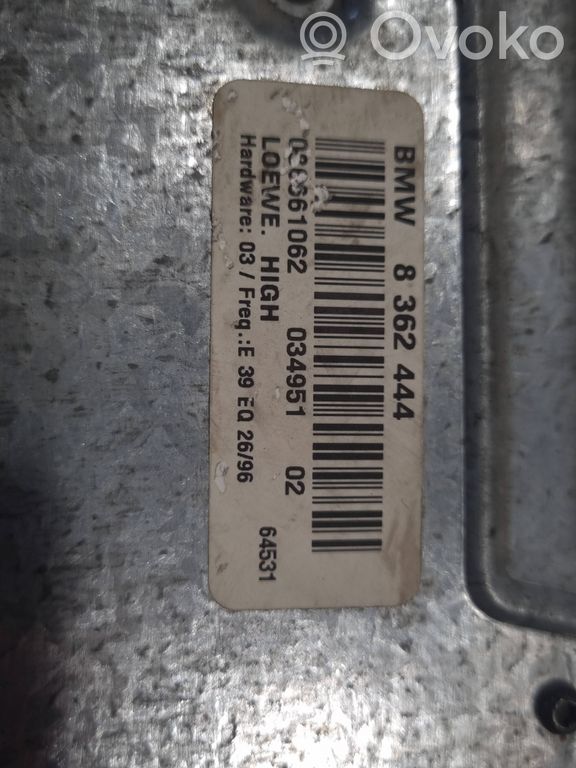 Ovoko
BMW 8 362 444
LOEWE. HIGH 034951 02
Hardware: 03 / Freq.:E 39 EQ 26/96
64531